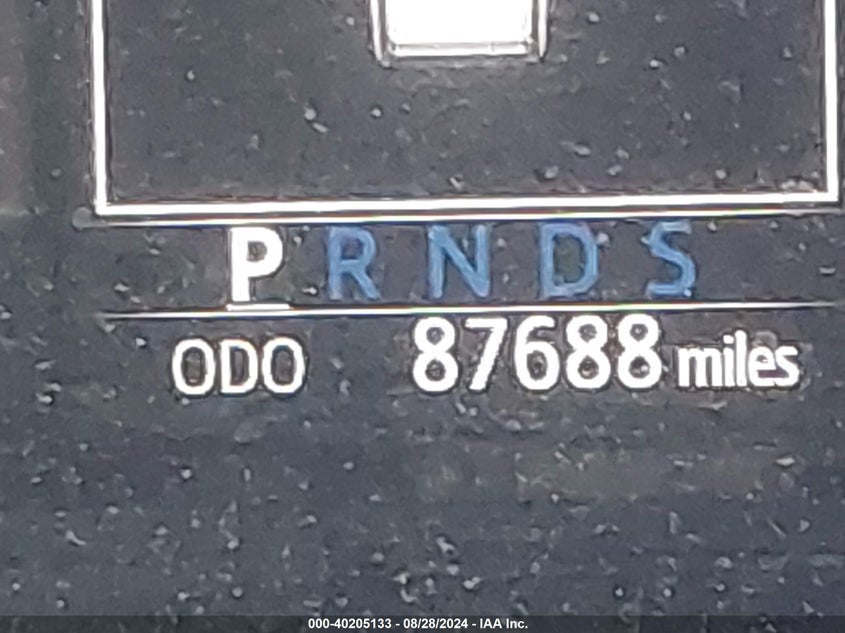 P R N D S
ODO 87688 miles
000-40205133 - 08/28/2024 - IAA Inc.